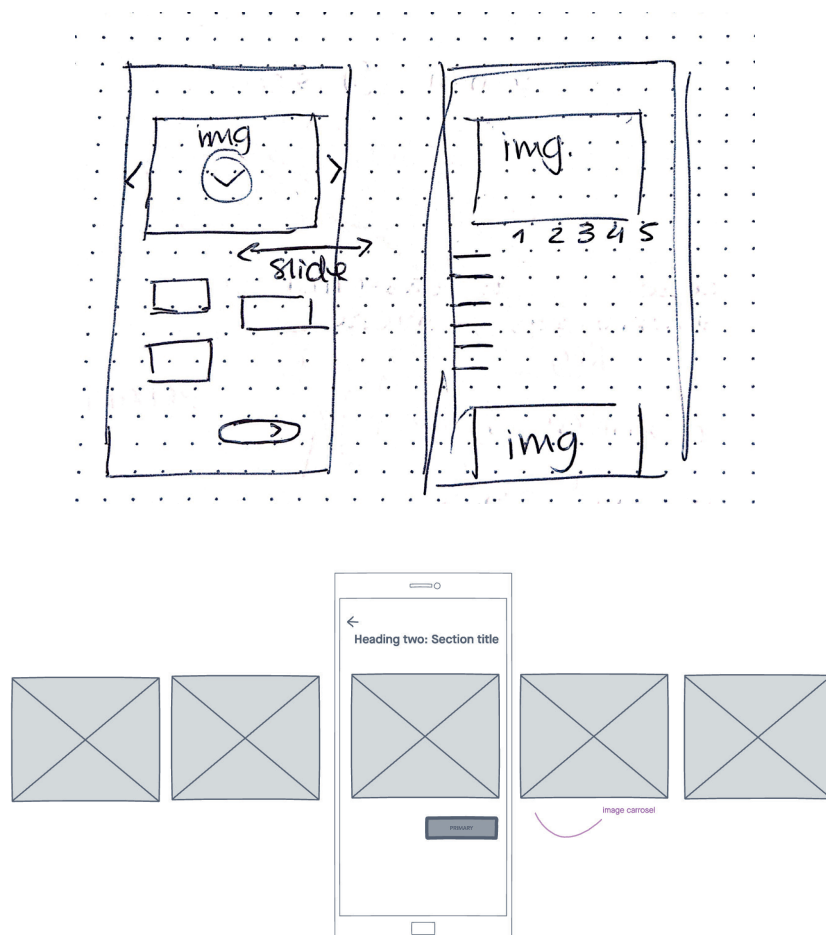 img
img.
1 2 3 4 5
slide
img
Heading two: Section title
image carrosel
PRIMARY